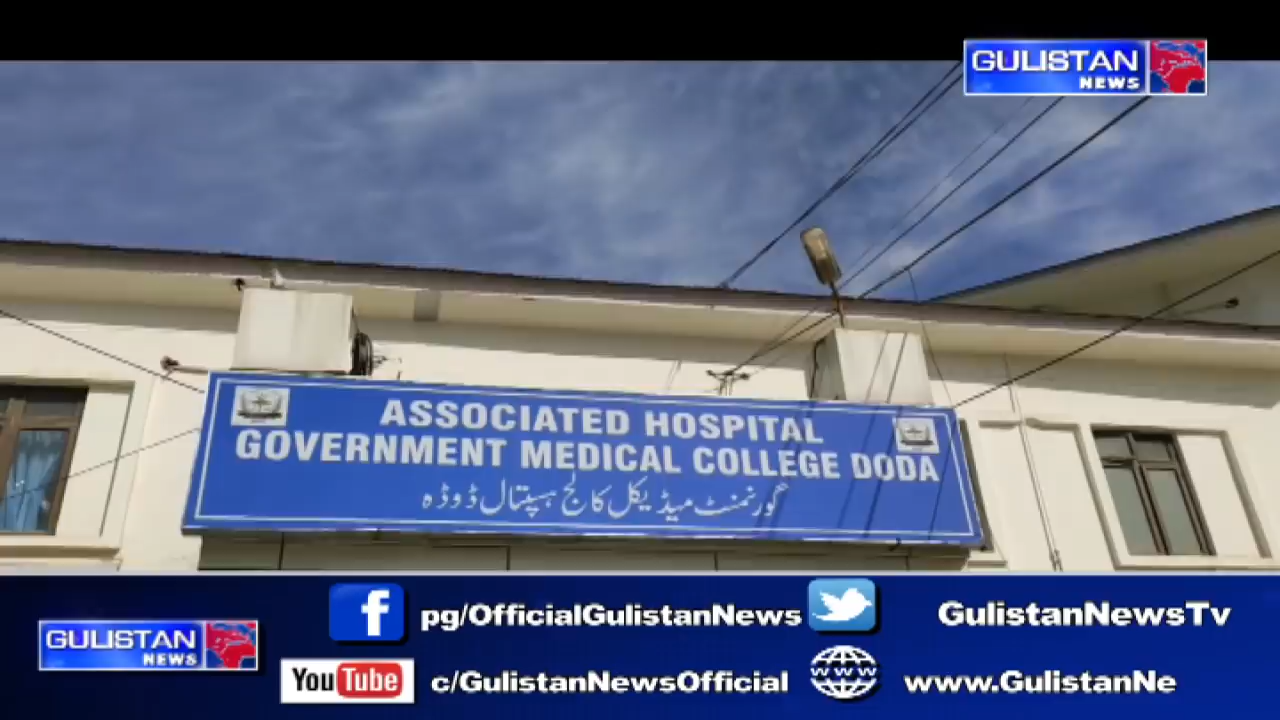 GULISTAN
NEWS
ASSOCIATED HOSPITAL
GOVERNMENT MEDICAL COLLEGE DODA
گورنمنٹ میڈیکل کالج ہسپتال ڈوڈہ
GULISTAN
NEWS
f
pg/OfficialGulistanNews
GulistanNewsTv
YouTube
c/GulistanNewsOfficial
www
www.GulistanNe